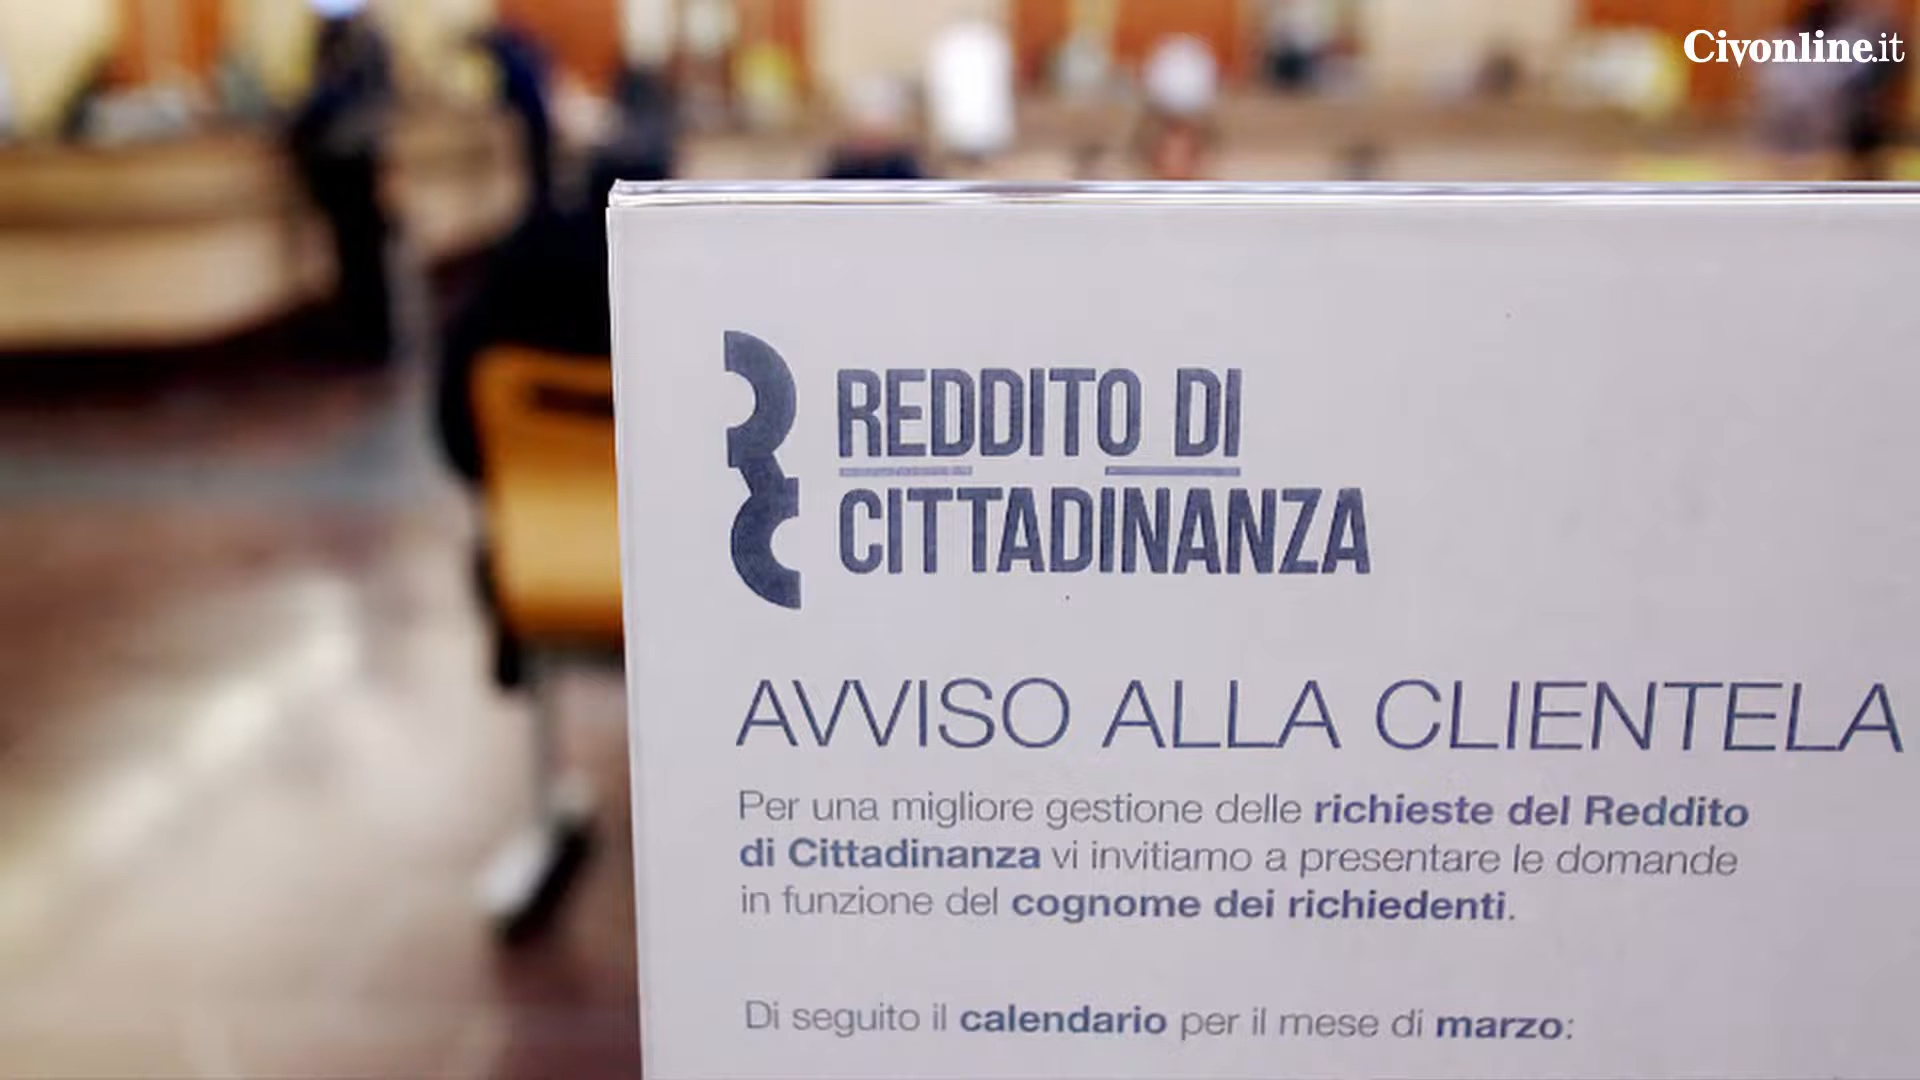 Civonline.it
REDDITO DI
CITTADINANZA
AVVISO ALLA CLIENTELA
Per una migliore gestione delle richieste del Reddito
di Cittadinanza vi invitiamo a presentare le domande
in funzione del cognome dei richiedenti.
Di seguito il calendario per il mese di marzo: